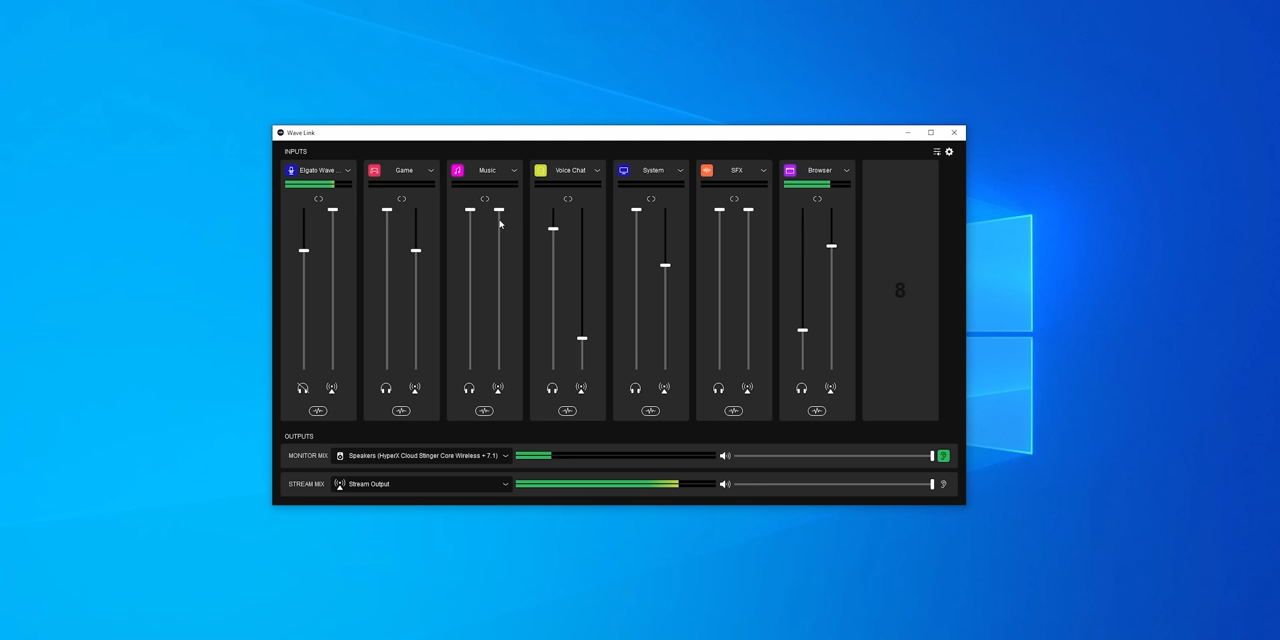 Wave Link
INPUTS
Elgato Wave ...
Game
Music
Voice Chat
System
SFX
Browser
8
OUTPUTS
MONITOR MIX
Speakers (HyperX Cloud Stinger Core Wireless + 7.1)
STREAM MIX
Stream Output